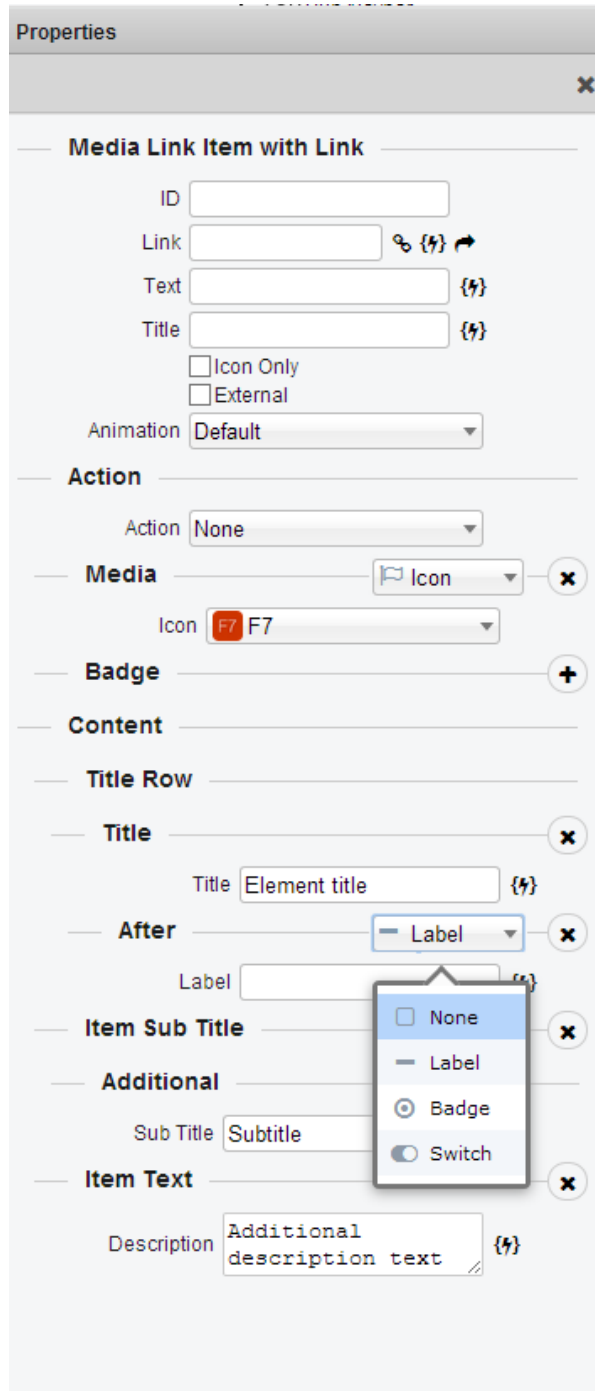 Properties
Media Link Item with Link
ID
Link
Text
Title
Icon Only
External
Animation Default
Action
Action None
Media Icon
Icon F7 F7
Badge
Content
Title Row
Title
Title Element title
After Label
Label
None
Item Sub Title
Label
Additional
Badge
Sub Title Subtitle
Switch
Item Text
Description Additional
description text